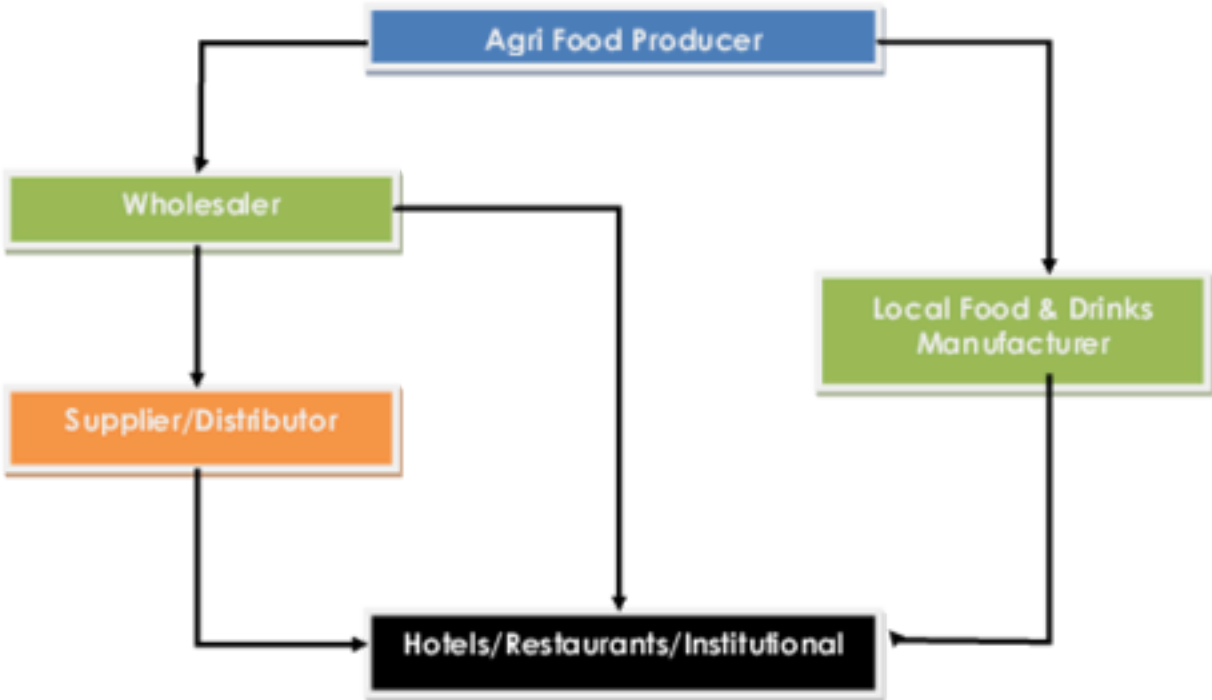 Agri Food Producer
Wholesaler
Local Food & Drinks
Manufacturer
Supplier/Distributor
Hotels/Restaurants/Institutional